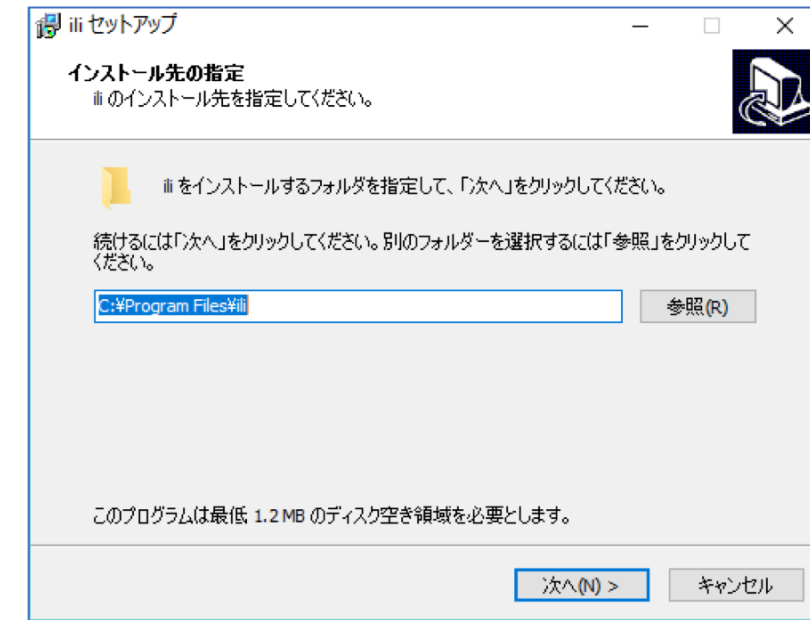 ili セットアップ
インストール先の指定
ili のインストール先を指定してください。
ili をインストールするフォルダを指定して、「次へ」をクリックしてください。
続けるには「次へ」をクリックしてください。別のフォルダーを選択するには「参照」をクリックして
ください。
C:¥Program Files¥ili
参照(R)
このプログラムは最低 1.2 MB のディスク空き領域を必要とします。
次へ(N) >
キャンセル